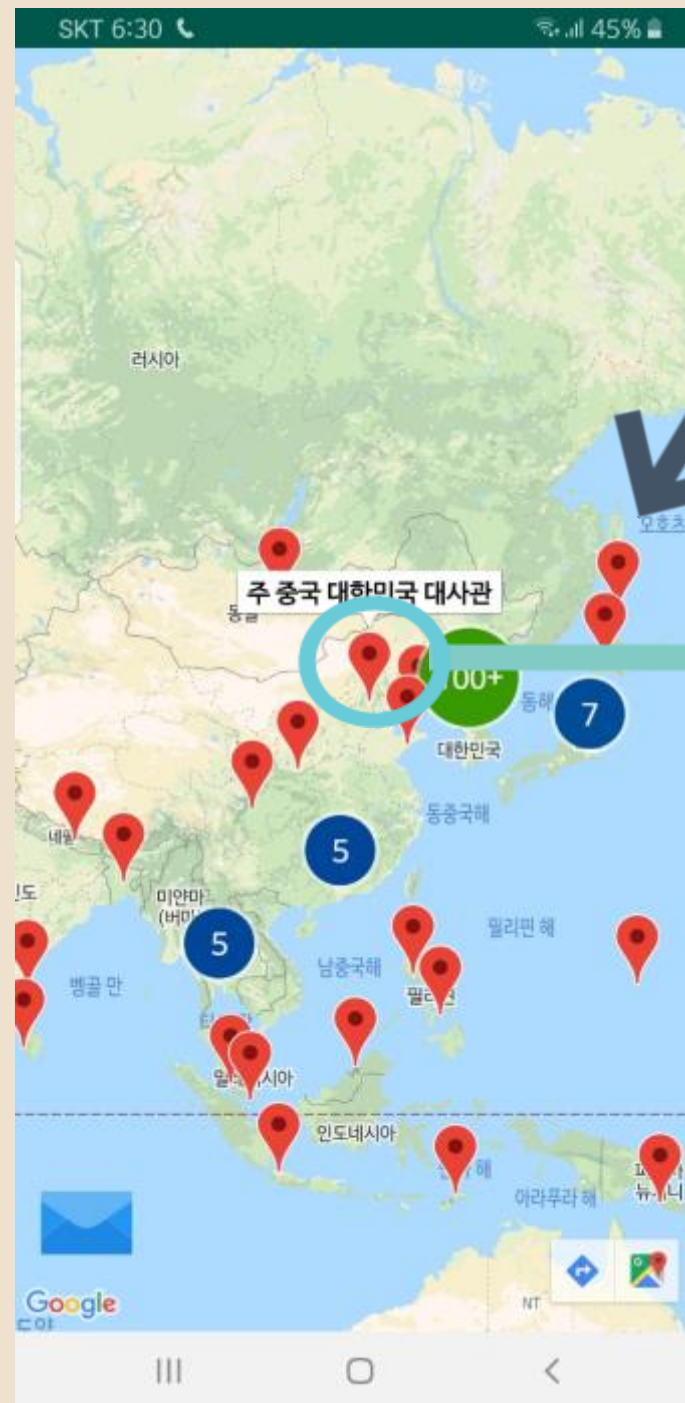 SKT 6:30
45%
러시아
주 중국 대한민국 대사관
00+
동해
7
대한민국
동중국해
5
미얀마
필리핀 해
5
남중국해
벵골 만
인도네시아
아라푸라 해
NT
Google